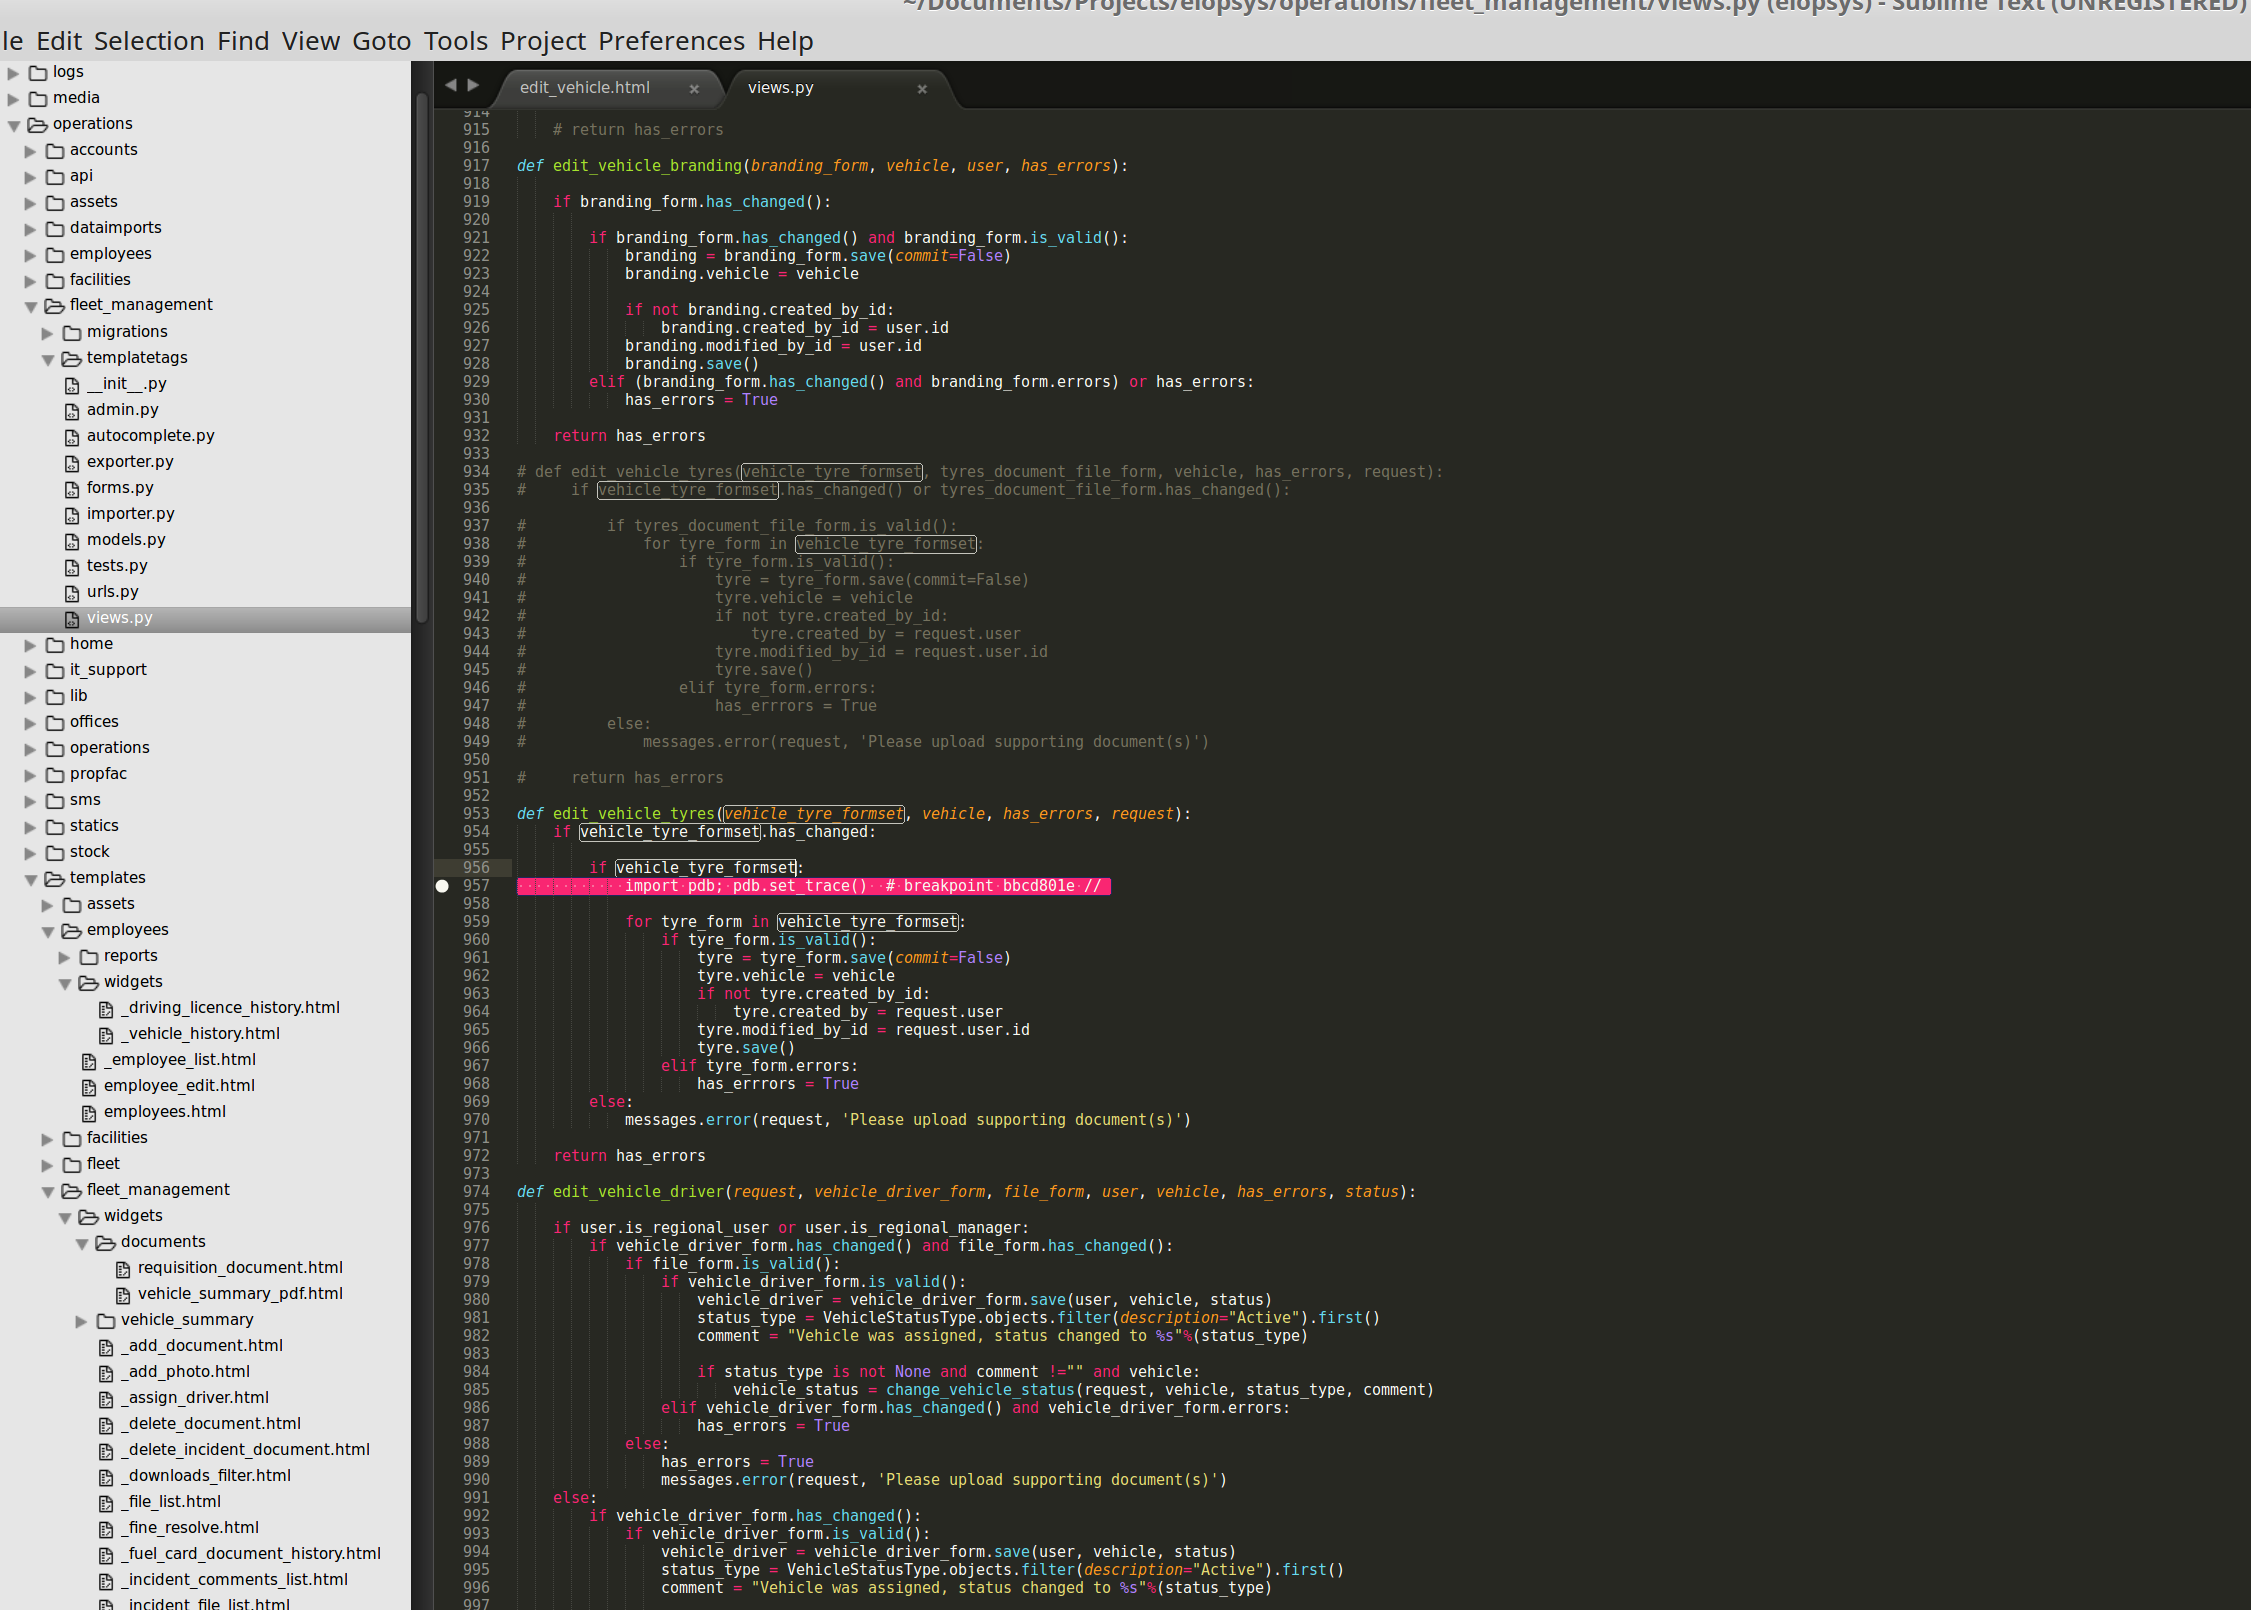 ~/Documents/Projects/elopsys/operations/fleet_management/views.py (elopsys) - Sublime Text (UNREGISTERED)
le Edit Selection Find View Goto Tools Project Preferences Help
logs
media
operations
accounts
api
assets
dataimports
employees
facilities
fleet_management
migrations
templatetags
__init__.py
admin.py
autocomplete.py
exporter.py
forms.py
importer.py
models.py
tests.py
urls.py
views.py
home
it_support
lib
offices
operations
propfac
sms
statics
stock
templates
assets
employees
reports
widgets
_driving_licence_history.html
_vehicle_history.html
_employee_list.html
employee_edit.html
employees.html
facilities
fleet
fleet_management
widgets
documents
requisition_document.html
vehicle_summary_pdf.html
vehicle_summary
_add_document.html
_add_photo.html
_assign_driver.html
_delete_document.html
_delete_incident_document.html
_downloads_filter.html
_file_list.html
_fine_resolve.html
_fuel_card_document_history.html
_incident_comments_list.html
_incident_file_list.html
edit_vehicle.html × views.py ×
914
915     # return has_errors
916
917 def edit_vehicle_branding(branding_form, vehicle, user, has_errors):
918
919     if branding_form.has_changed():
920
921         if branding_form.has_changed() and branding_form.is_valid():
922             branding = branding_form.save(commit=False)
923             branding.vehicle = vehicle
924
925             if not branding.created_by_id:
926                 branding.created_by_id = user.id
927             branding.modified_by_id = user.id
928             branding.save()
929         elif (branding_form.has_changed() and branding_form.errors) or has_errors:
930             has_errors = True
931
932     return has_errors
933
934 # def edit_vehicle_tyres(vehicle_tyre_formset, tyres_document_file_form, vehicle, has_errors, request):
935 #     if vehicle_tyre_formset.has_changed() or tyres_document_file_form.has_changed():
936
937 #         if tyres_document_file_form.is_valid():
938 #             for tyre_form in vehicle_tyre_formset:
939 #                 if tyre_form.is_valid():
940 #                     tyre = tyre_form.save(commit=False)
941 #                     tyre.vehicle = vehicle
942 #                     if not tyre.created_by_id:
943 #                         tyre.created_by = request.user
944 #                     tyre.modified_by_id = request.user.id
945 #                     tyre.save()
946 #                 elif tyre_form.errors:
947 #                     has_errrors = True
948 #         else:
949 #             messages.error(request, 'Please upload supporting document(s)')
950
951 #     return has_errors
952
953 def edit_vehicle_tyres(vehicle_tyre_formset, vehicle, has_errors, request):
954     if vehicle_tyre_formset.has_changed:
955
956         if vehicle_tyre_formset:
957             import pdb; pdb.set_trace()  # breakpoint bbcd801e //
958
959             for tyre_form in vehicle_tyre_formset:
960                 if tyre_form.is_valid():
961                     tyre = tyre_form.save(commit=False)
962                     tyre.vehicle = vehicle
963                     if not tyre.created_by_id:
964                         tyre.created_by = request.user
965                     tyre.modified_by_id = request.user.id
966                     tyre.save()
967                 elif tyre_form.errors:
968                     has_errrors = True
969         else:
970             messages.error(request, 'Please upload supporting document(s)')
971
972     return has_errors
973
974 def edit_vehicle_driver(request, vehicle_driver_form, file_form, user, vehicle, has_errors, status):
975
976     if user.is_regional_user or user.is_regional_manager:
977         if vehicle_driver_form.has_changed() and file_form.has_changed():
978             if file_form.is_valid():
979                 if vehicle_driver_form.is_valid():
980                     vehicle_driver = vehicle_driver_form.save(user, vehicle, status)
981                     status_type = VehicleStatusType.objects.filter(description="Active").first()
982                     comment = "Vehicle was assigned, status changed to %s"%(status_type)
983
984                     if status_type is not None and comment !="" and vehicle:
985                         vehicle_status = change_vehicle_status(request, vehicle, status_type, comment)
986                 elif vehicle_driver_form.has_changed() and vehicle_driver_form.errors:
987                     has_errors = True
988             else:
989                 has_errors = True
990                 messages.error(request, 'Please upload supporting document(s)')
991     else:
992         if vehicle_driver_form.has_changed():
993             if vehicle_driver_form.is_valid():
994                 vehicle_driver = vehicle_driver_form.save(user, vehicle, status)
995                 status_type = VehicleStatusType.objects.filter(description="Active").first()
996                 comment = "Vehicle was assigned, status changed to %s"%(status_type)
997